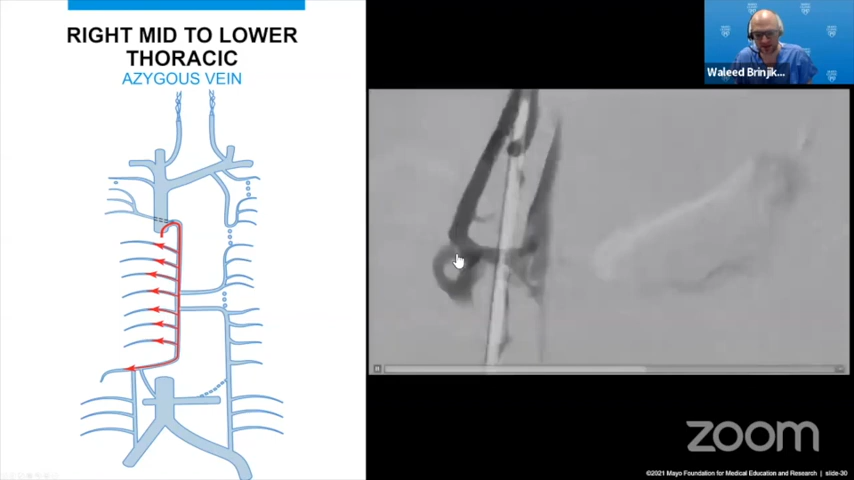 RIGHT MID TO LOWER
THORACIC
AZYGOUS VEIN
Waleed Brinjik...
zoom
©2021 Mayo Foundation for Medical Education and Research | slide-30